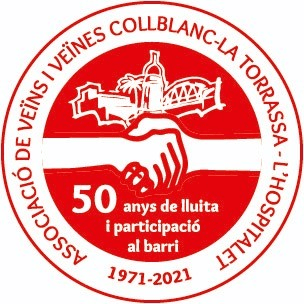 ASSOCIACIÓ DE VEÏNS I VEÏNES COLLBLANC-LA TORRASSA - L'HOSPITALET
50 anys de lluita
i participació
al barri
1971-2021